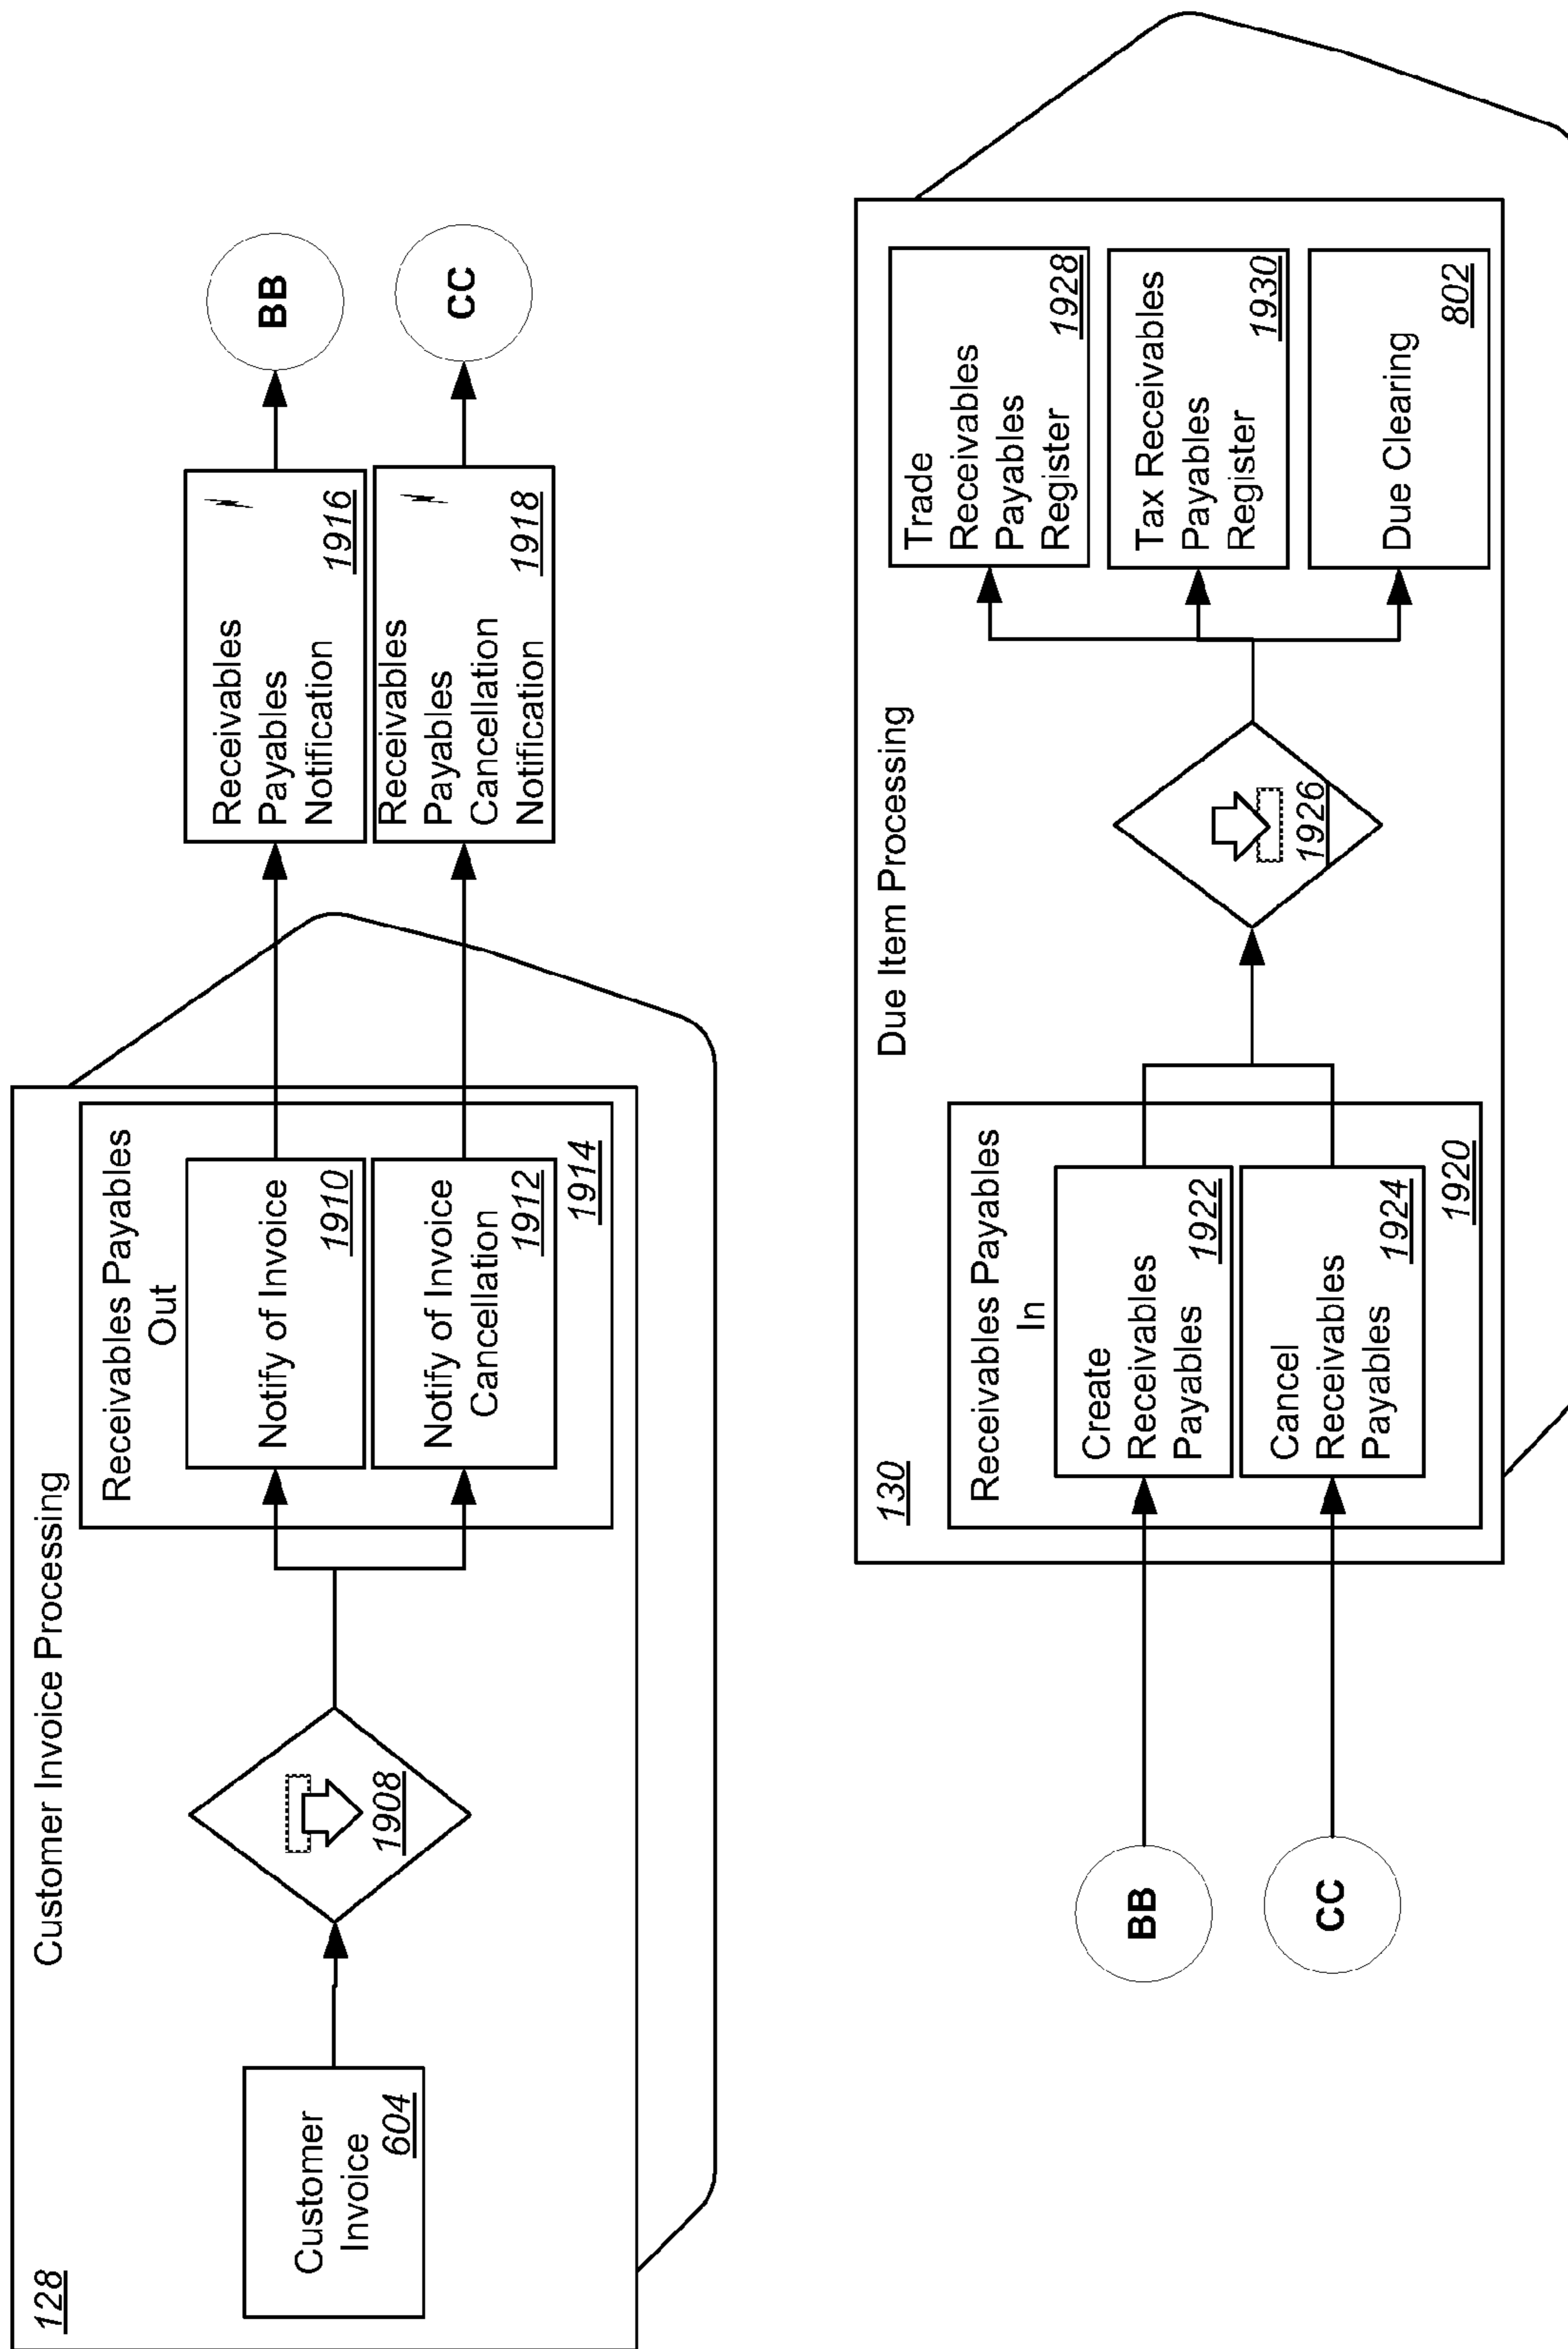 128
Customer Invoice Processing
Customer
Invoice
604
1908
Receivables Payables
Out
Notify of Invoice
1910
Notify of Invoice
Cancellation
1912
1914
Receivables
Payables
Notification
1916
Receivables
Payables
Cancellation
Notification
1918
BB
CC
BB
CC
130
Due Item Processing
Receivables Payables
In
Create
Receivables
Payables
1922
Cancel
Receivables
Payables
1924
1920
1926
Trade
Receivables
Payables
Register
1928
Tax Receivables
Payables
Register
1930
Due Clearing
802